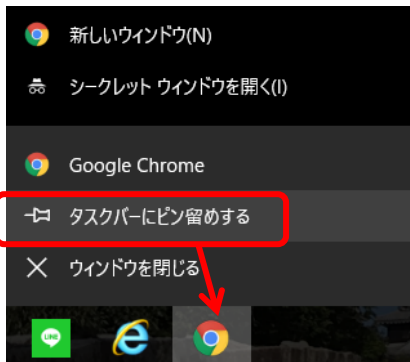 新しいウィンドウ(N)
シークレット ウィンドウを開く(I)
Google Chrome
タスクバーにピン留めする
ウィンドウを閉じる
LINE